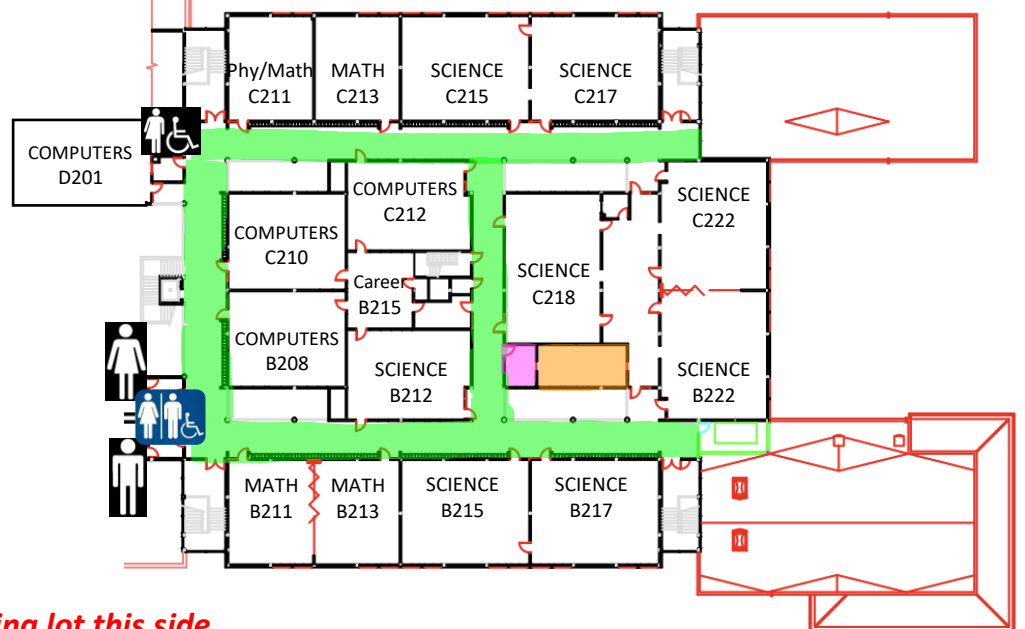 Phy/Math
C211
MATH
C213
SCIENCE
C215
SCIENCE
C217
COMPUTERS
D201
COMPUTERS
C212
SCIENCE
C222
COMPUTERS
C210
SCIENCE
C218
Career
B215
COMPUTERS
B208
SCIENCE
B212
SCIENCE
B222
MATH
B211
MATH
B213
SCIENCE
B215
SCIENCE
B217
lot this side